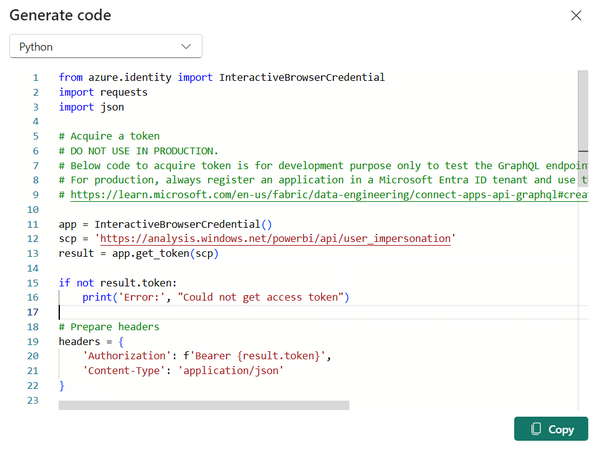 Generate code
Python
1 from azure.identity import InteractiveBrowserCredential
2 import requests
3 import json
4
5 # Acquire a token
6 # DO NOT USE IN PRODUCTION.
7 # Below code to acquire token is for development purpose only to test the GraphQL endpoin
8 # For production, always register an application in a Microsoft Entra ID tenant and use t
9 # https://learn.microsoft.com/en-us/fabric/data-engineering/connect-apps-api-graphql#crea
10
11 app = InteractiveBrowserCredential()
12 scp = 'https://analysis.windows.net/powerbi/api/user_impersonation'
13 result = app.get_token(scp)
14
15 if not result.token:
16     print('Error:', "Could not get access token")
17
18 # Prepare headers
19 headers = {
20     'Authorization': f'Bearer {result.token}',
21     'Content-Type': 'application/json'
22 }
23
Copy